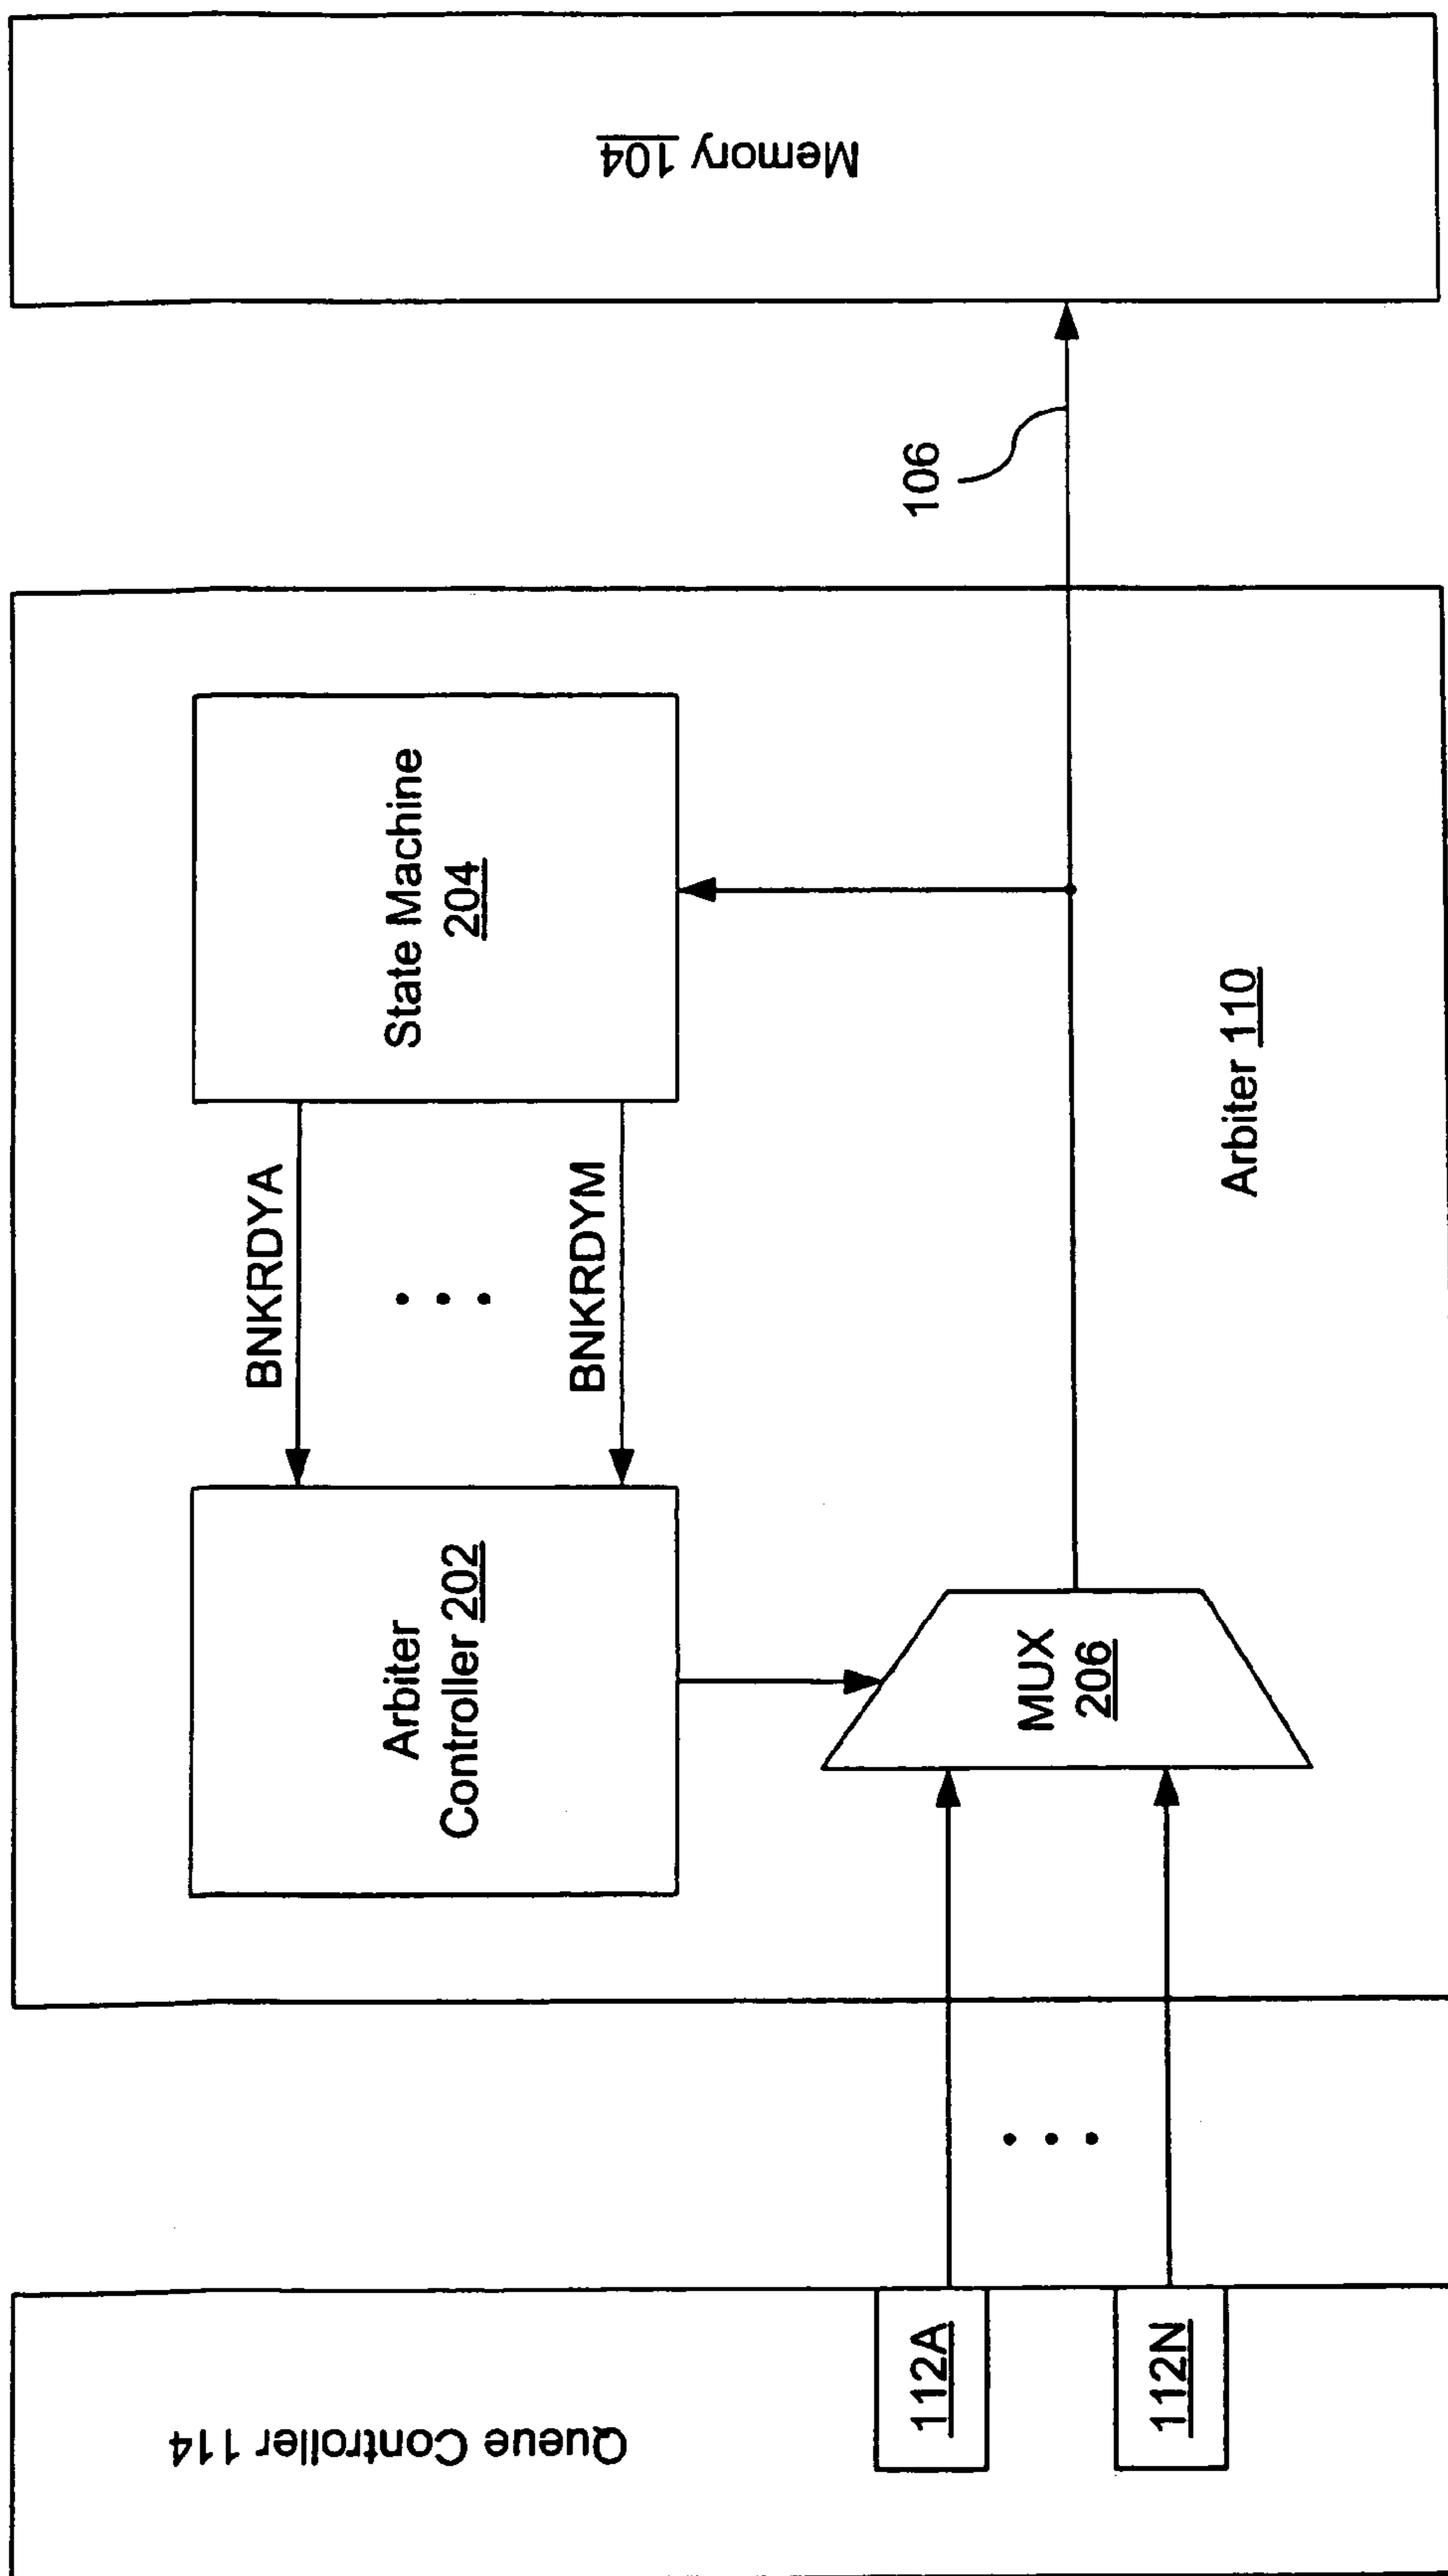 Queue Controller 114
112A
112N
Arbiter
Controller 202
BNKRDYA
BNKRDYM
State Machine
204
MUX
206
Arbiter 110
106
Memory 104